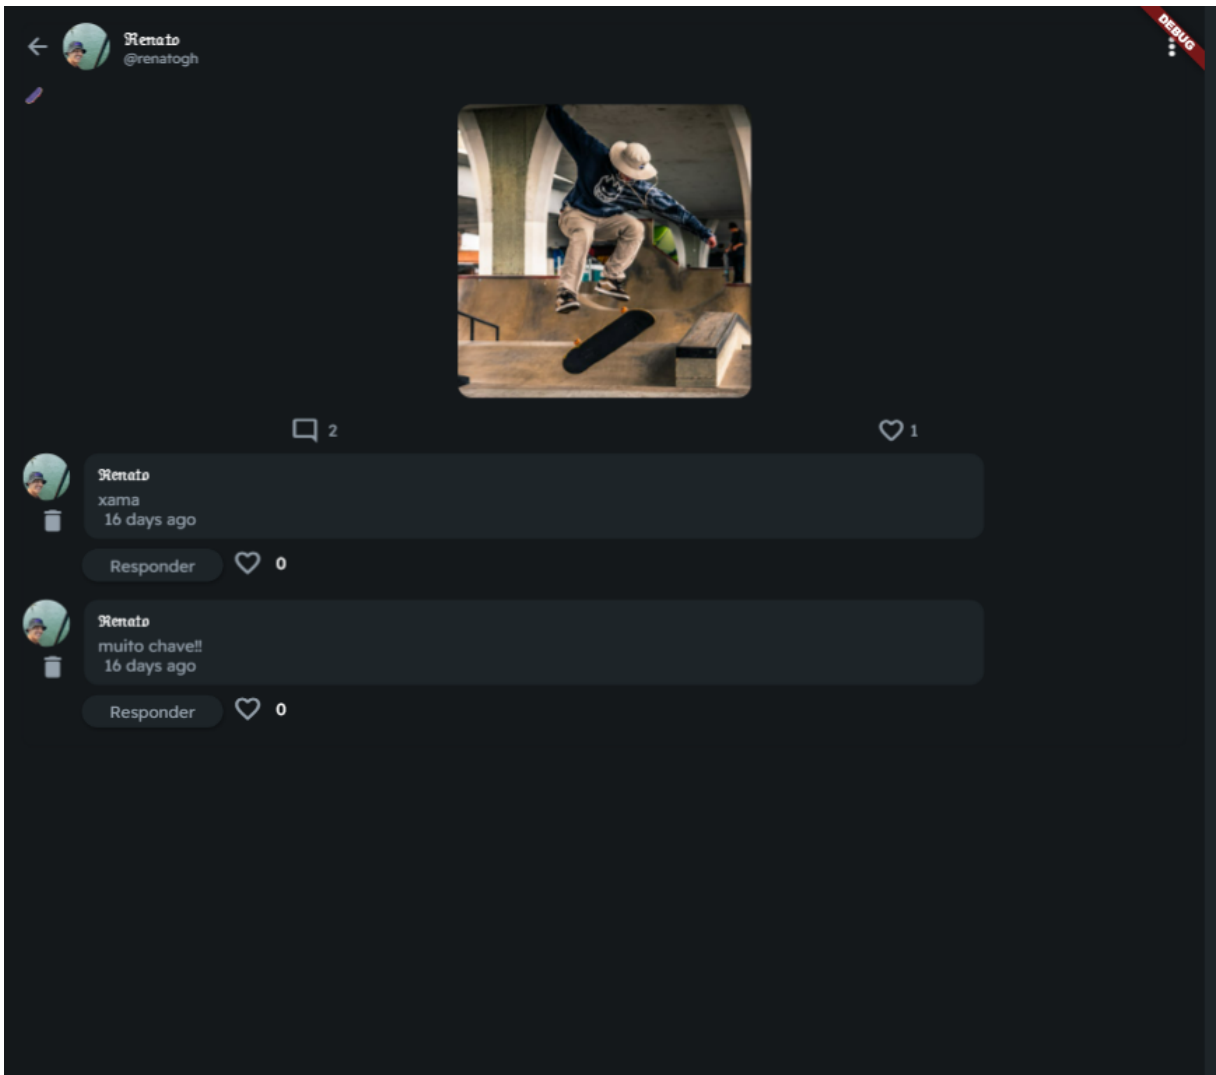 DEBUG
𝕽𝖊𝖓𝖆𝖙𝖔
@renatogh
2
1
𝕽𝖊𝖓𝖆𝖙𝖔
xama
16 days ago
Responder
0
𝕽𝖊𝖓𝖆𝖙𝖔
muito chave!!
16 days ago
Responder
0